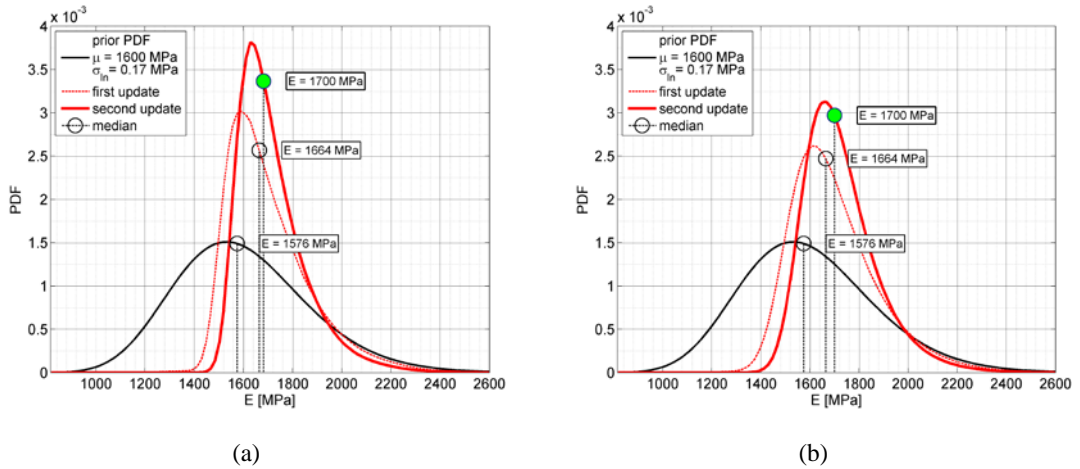 4 × 10⁻³
prior PDF
μ = 1600 MPa
σln = 0.17 MPa
first update
second update
median
3.5
3
2.5
2
1.5
1
0.5
0
PDF
E = 1700 MPa
E = 1664 MPa
E = 1576 MPa
1000 1200 1400 1600 1800 2000 2200 2400 2600
E [MPa]
(a)
4 × 10⁻³
prior PDF
μ = 1600 MPa
σln = 0.17 MPa
first update
second update
median
3.5
3
2.5
2
1.5
1
0.5
0
PDF
E = 1700 MPa
E = 1664 MPa
E = 1576 MPa
1000 1200 1400 1600 1800 2000 2200 2400 2600
E [MPa]
(b)